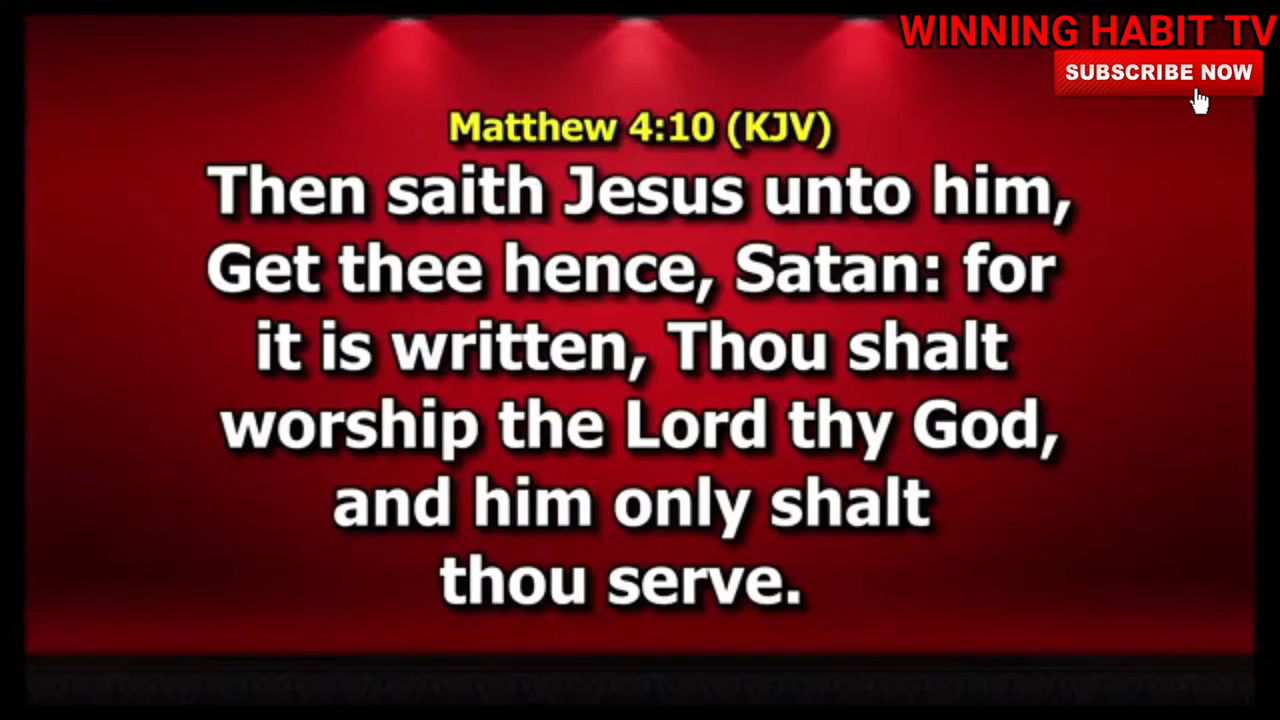 WINNING HABIT TV
SUBSCRIBE NOW
Matthew 4:10 (KJV)
Then saith Jesus unto him,
Get thee hence, Satan: for
it is written, Thou shalt
worship the Lord thy God,
and him only shalt
thou serve.